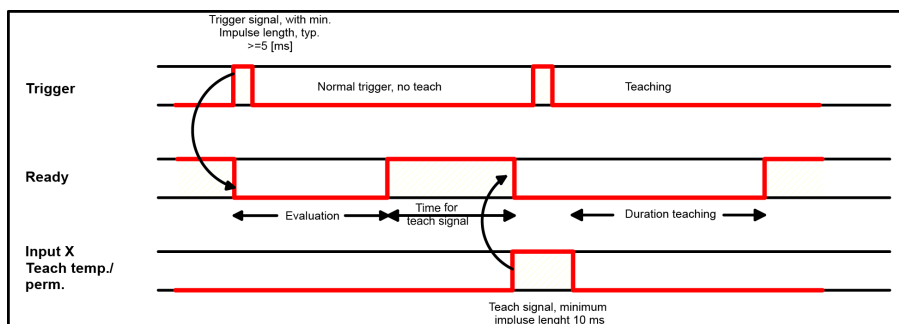 Trigger signal, with min.
Impulse length, typ.
>=5 [ms]
Trigger
Normal trigger, no teach
Teaching
Ready
Evaluation
Time for
teach signal
Duration teaching
Input X
Teach temp./
perm.
Teach signal, minimum
impluse lenght 10 ms